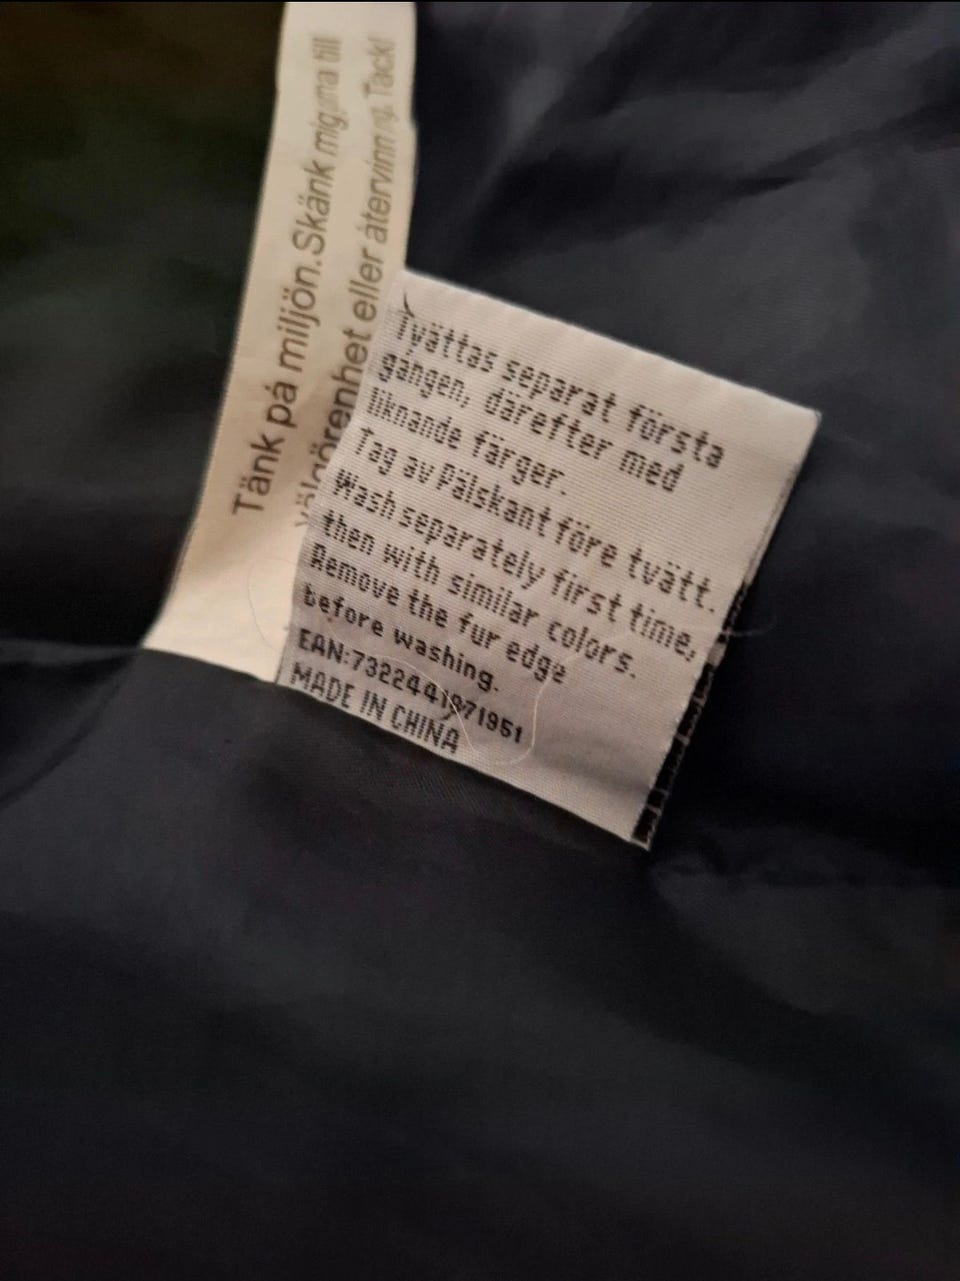 Tänk på miljön. Skänk mig till
välgörenhet eller återvinn Tack!
Tvättas separat första
gången, därefter med
liknande färger.
Tag av Pälskant före tvätt.
Wash separately first time,
then with similar colors.
Remove the fur edge
before washing.
EAN:7322441971951
MADE IN CHINA